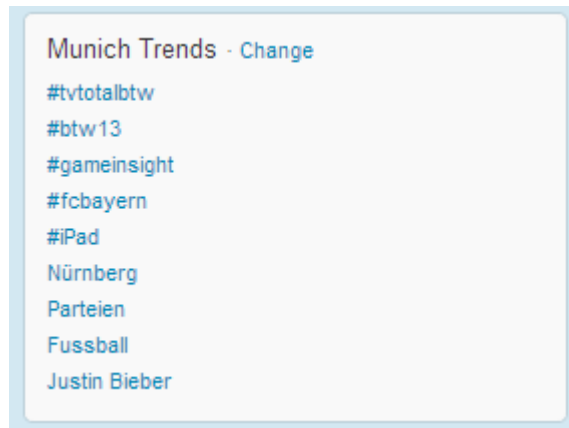 Munich Trends - Change
#tvtotalbtw
#btw13
#gameinsight
#fcbayern
#iPad
Nürnberg
Parteien
Fussball
Justin Bieber